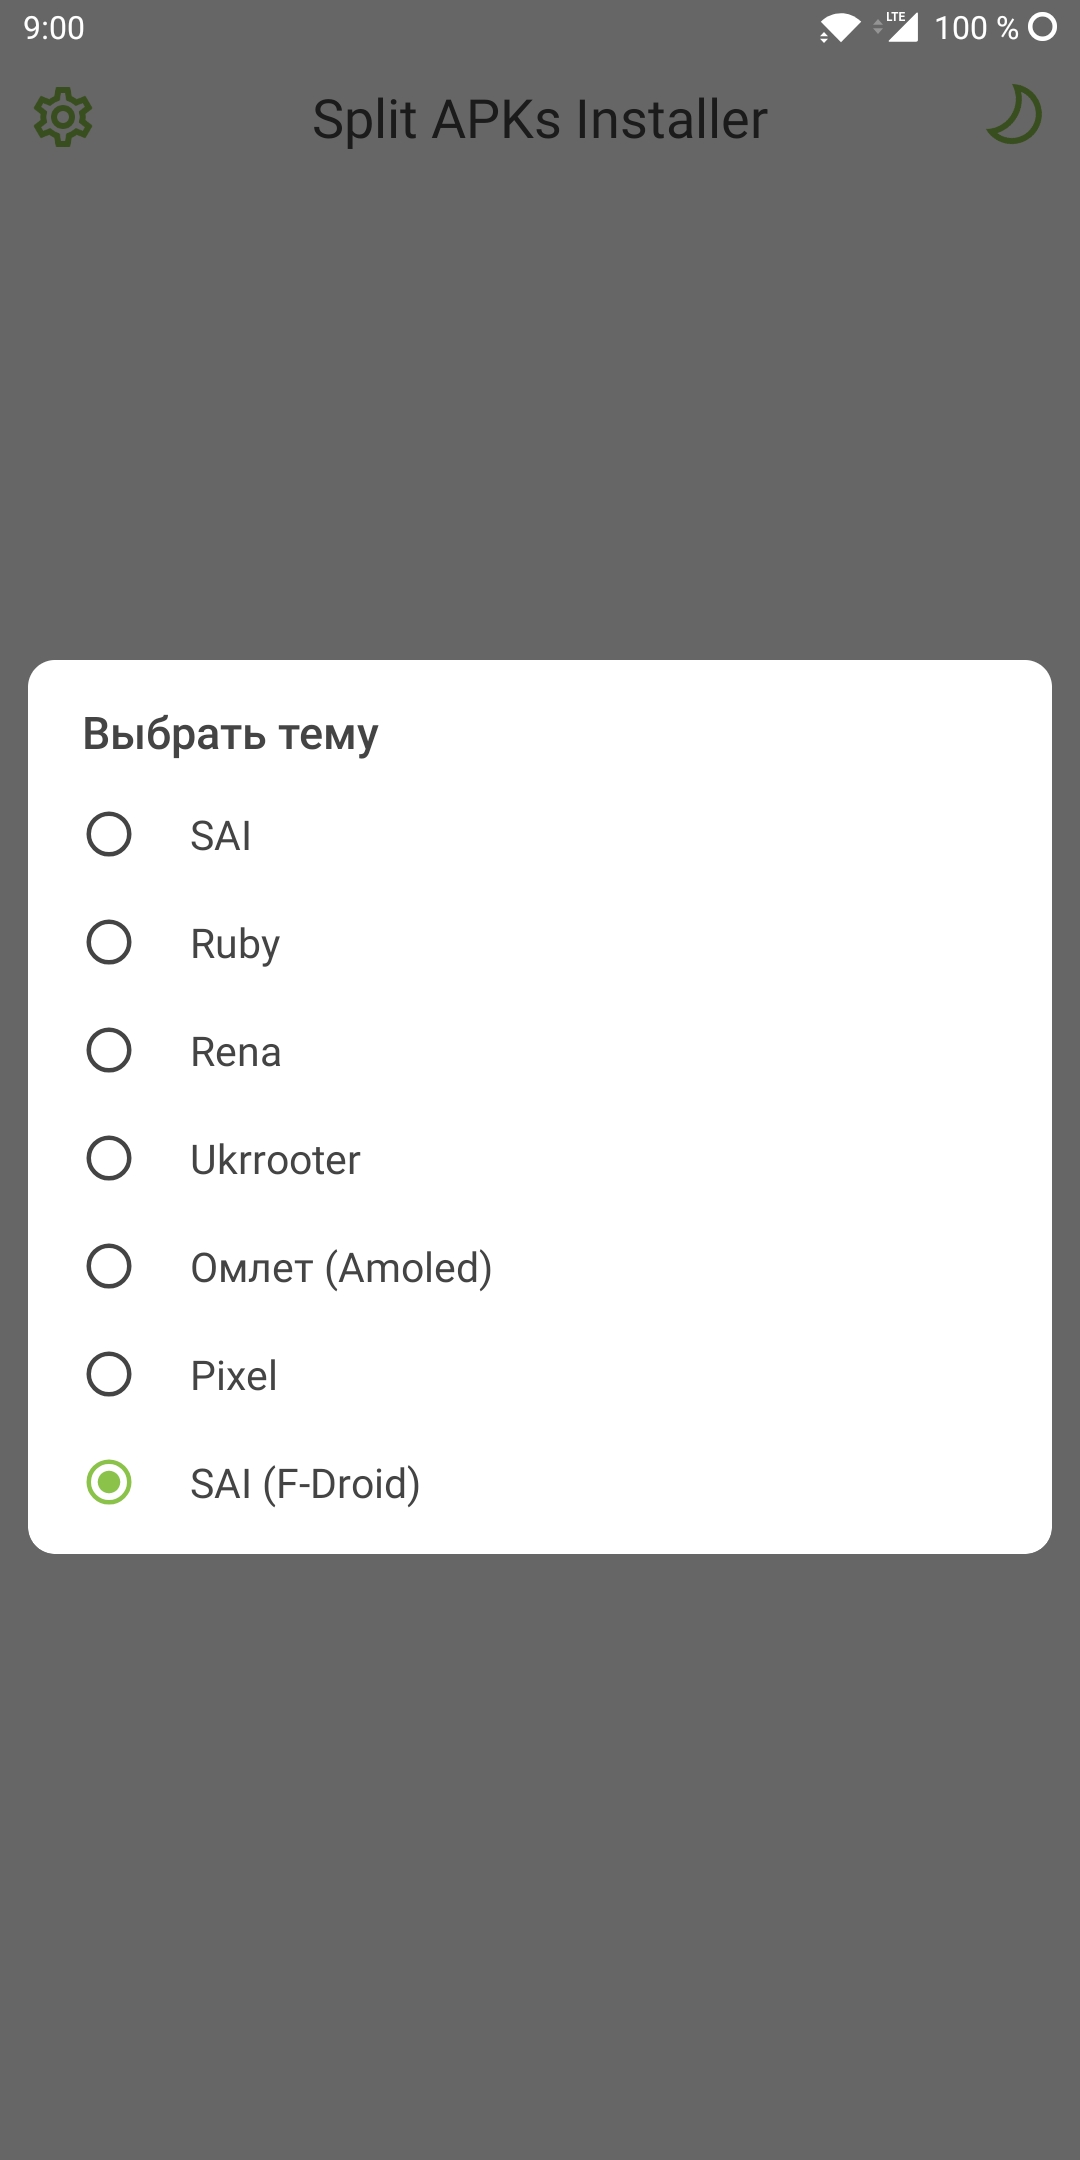 9:00
LTE
100 %
Split APKs Installer
Выбрать тему
SAI
Ruby
Rena
Ukrrooter
Омлет (Amoled)
Pixel
SAI (F-Droid)